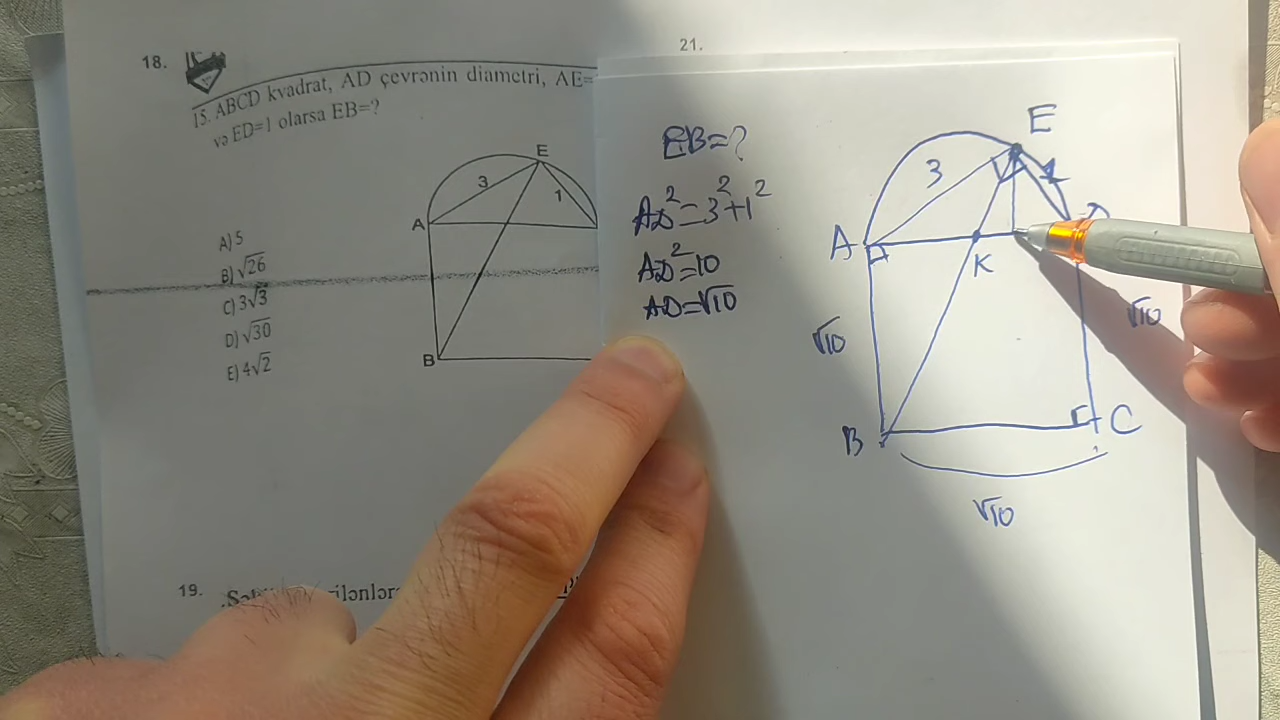 18.
15. ABCD kvadrat, AD çevrənin diametri, AE=
və ED=1 olarsa EB=?
A) 5
B) √26
C) 3√3
D) √30
E) 4√2
E
3
1
A
B
19.
21.
EB=?
AD²=3²+1²
AD²=10
AD=√10
E
3
1
A
D
K
√10
√10
B
C
√10